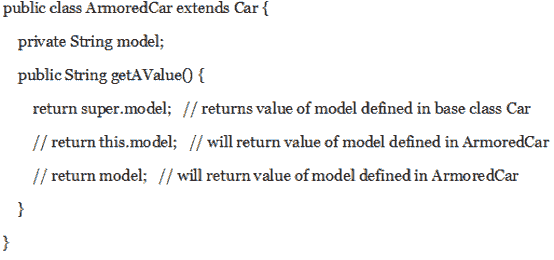 public class ArmoredCar extends Car {
private String model;
public String getAValue() {
return super.model;   // returns value of model defined in base class Car
// return this.model;   // will return value of model defined in ArmoredCar
// return model;   // will return value of model defined in ArmoredCar
}
}